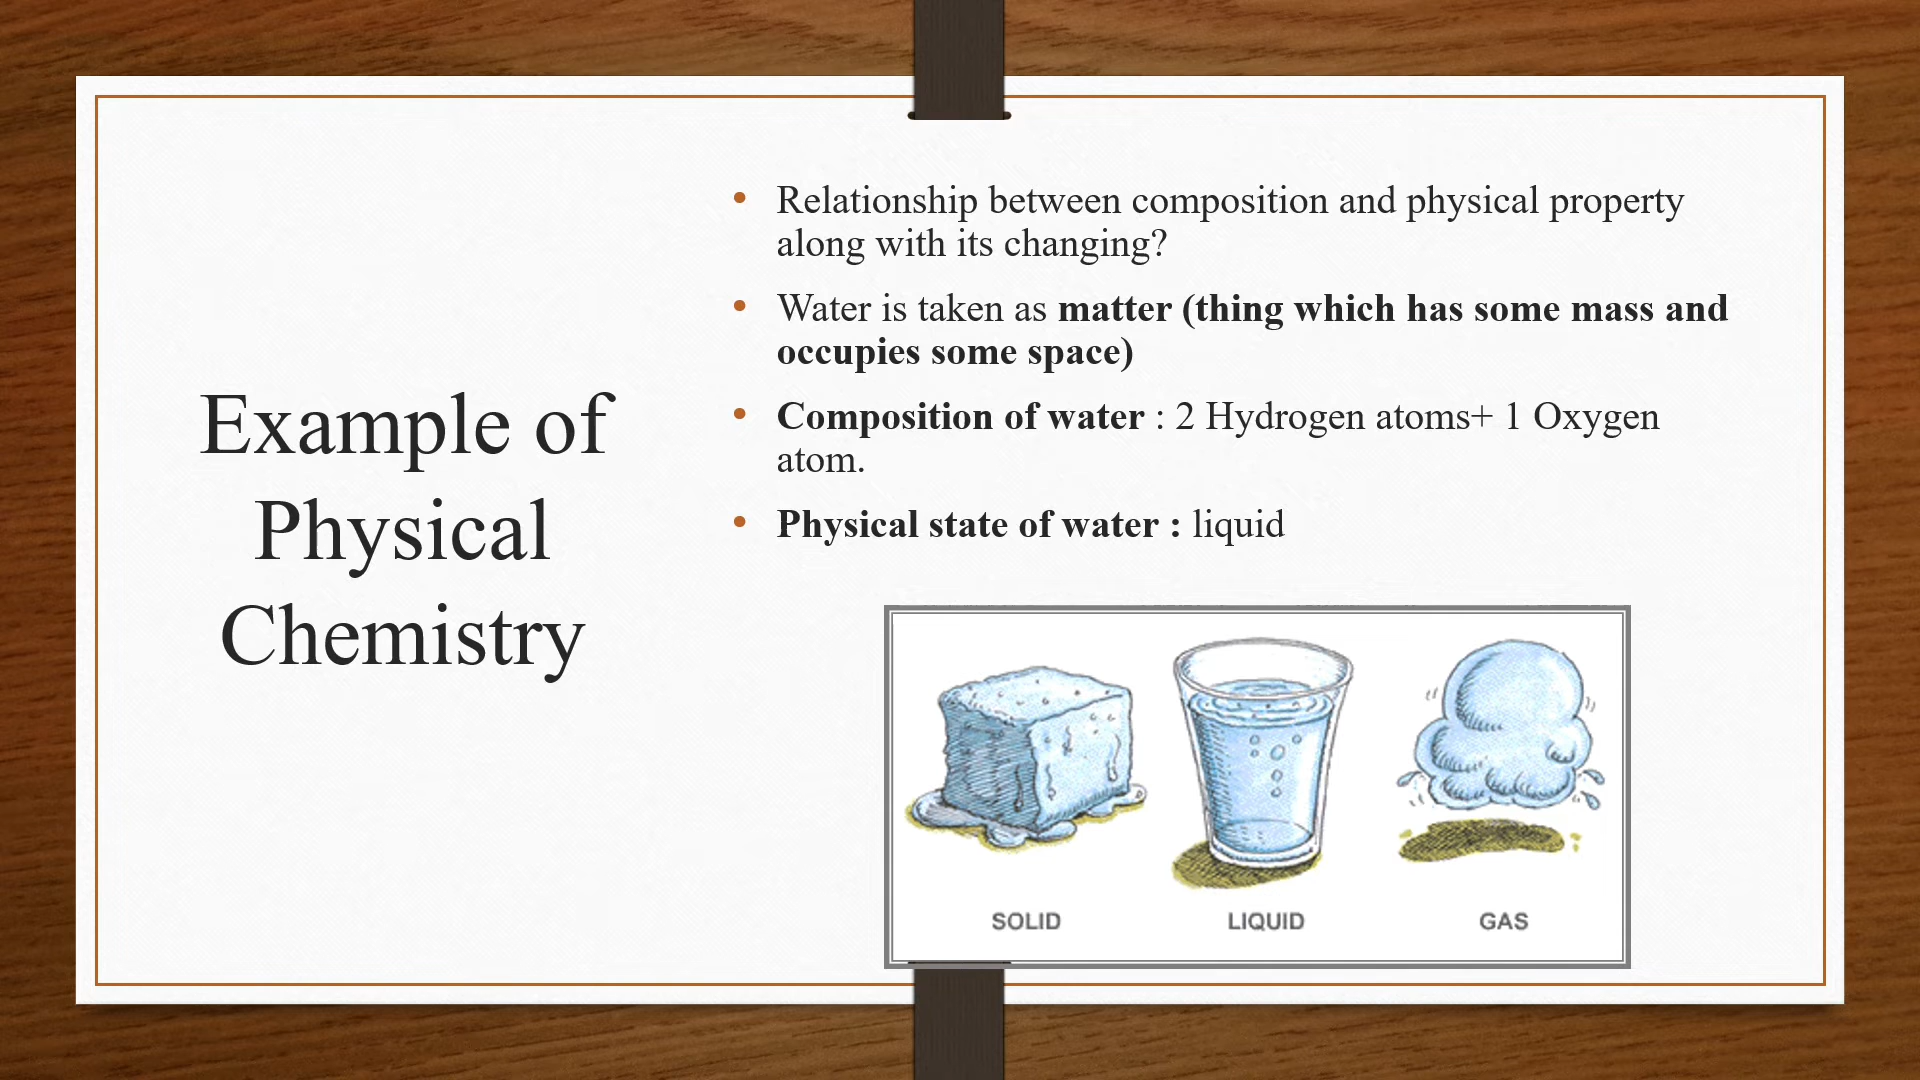 Example of
Physical
Chemistry
• Relationship between composition and physical property
along with its changing?
• Water is taken as matter (thing which has some mass and
occupies some space)
• Composition of water : 2 Hydrogen atoms+ 1 Oxygen
atom.
• Physical state of water : liquid
SOLID LIQUID GAS